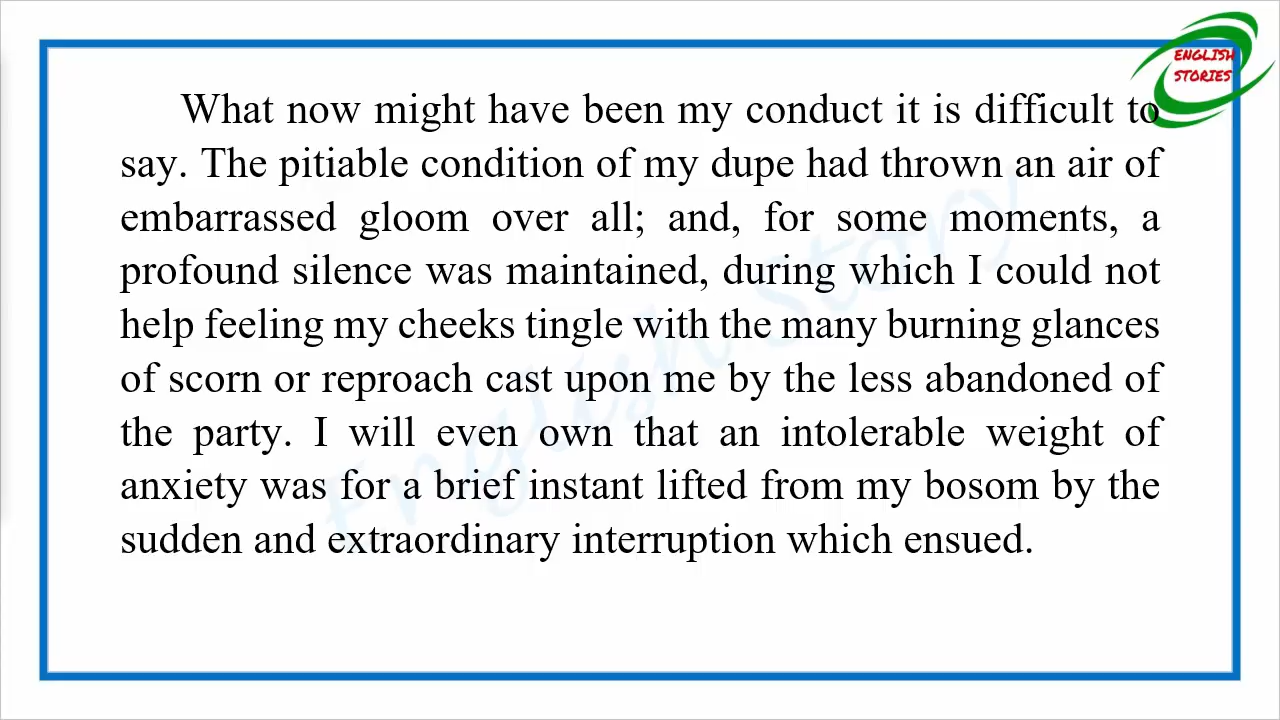 ENGLISH
STORIES
What now might have been my conduct it is difficult to
say. The pitiable condition of my dupe had thrown an air of
embarrassed gloom over all; and, for some moments, a
profound silence was maintained, during which I could not
help feeling my cheeks tingle with the many burning glances
of scorn or reproach cast upon me by the less abandoned of
the party. I will even own that an intolerable weight of
anxiety was for a brief instant lifted from my bosom by the
sudden and extraordinary interruption which ensued.
English Story